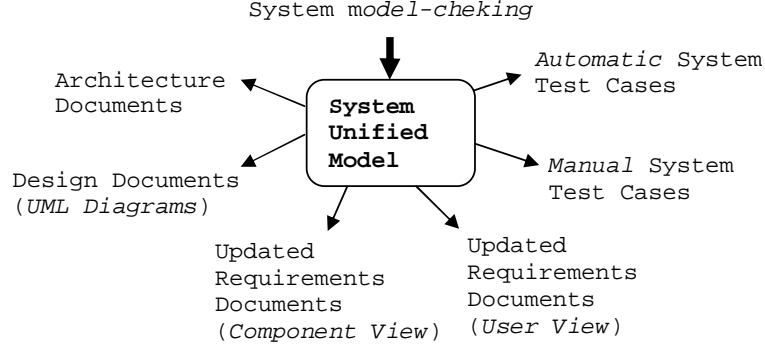 System model-cheking
Automatic System
Test Cases
Architecture
Documents
System
Unified
Model
Manual System
Test Cases
Design Documents
(UML Diagrams)
Updated
Requirements
Documents
(Component View)
Updated
Requirements
Documents
(User View)